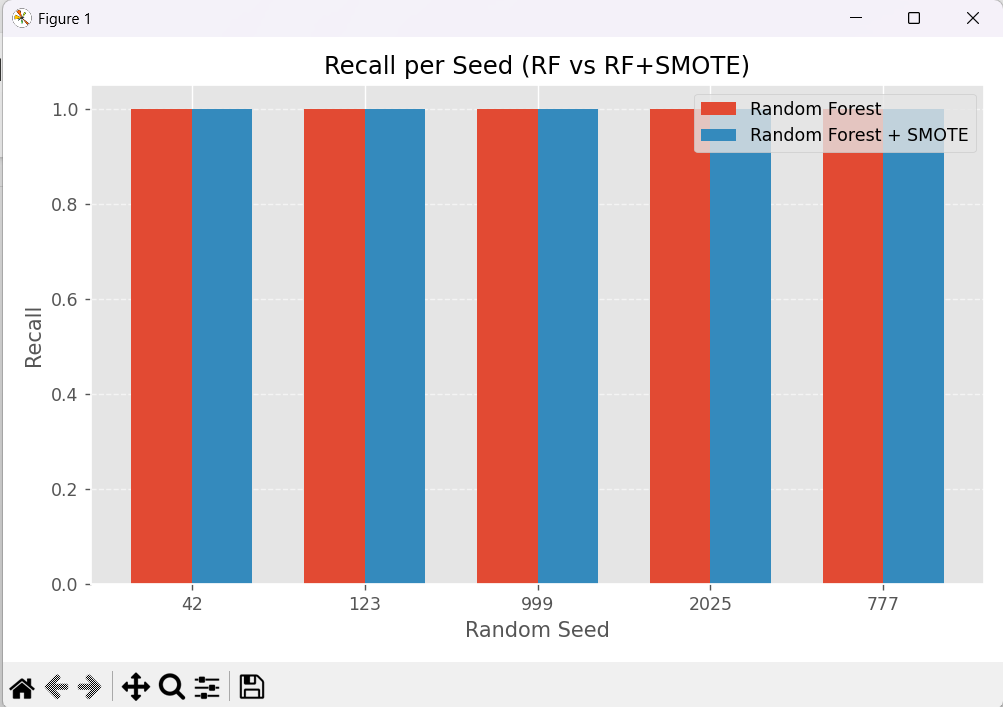 Figure 1
Recall per Seed (RF vs RF+SMOTE)
Random Forest
Random Forest + SMOTE
1.0
0.8
0.6
0.4
0.2
0.0
Recall
42 123 999 2025 777
Random Seed